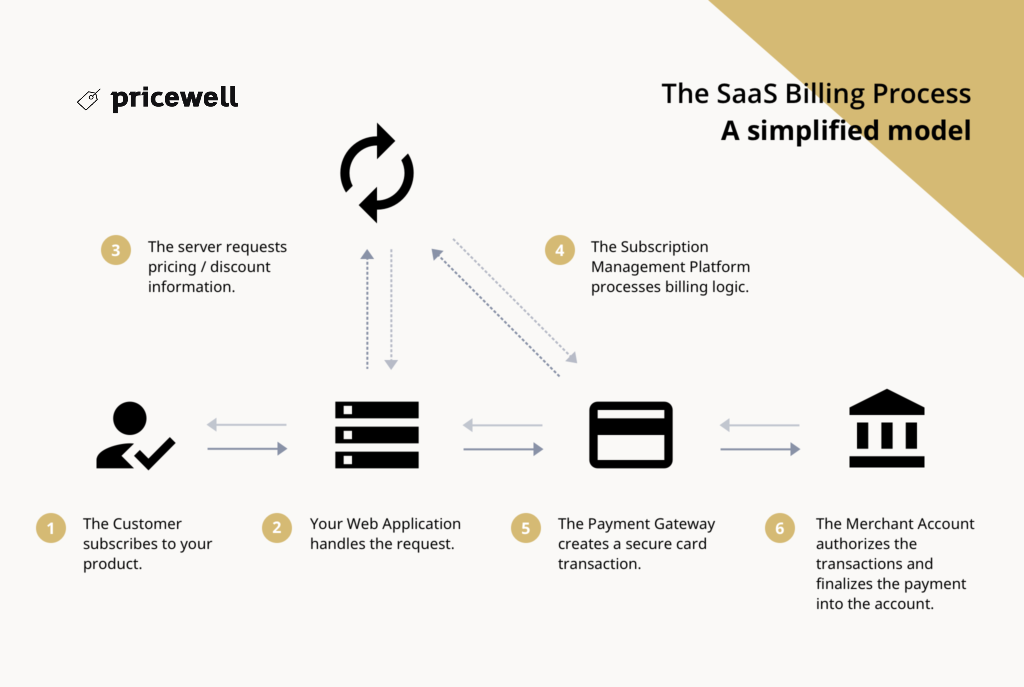 pricewell
The SaaS Billing Process
A simplified model
3
The server requests
pricing / discount
information.
4
The Subscription
Management Platform
processes billing logic.
1
The Customer
subscribes to your
product.
2
Your Web Application
handles the request.
5
The Payment Gateway
creates a secure card
transaction.
6
The Merchant Account
authorizes the
transactions and
finalizes the payment
into the account.